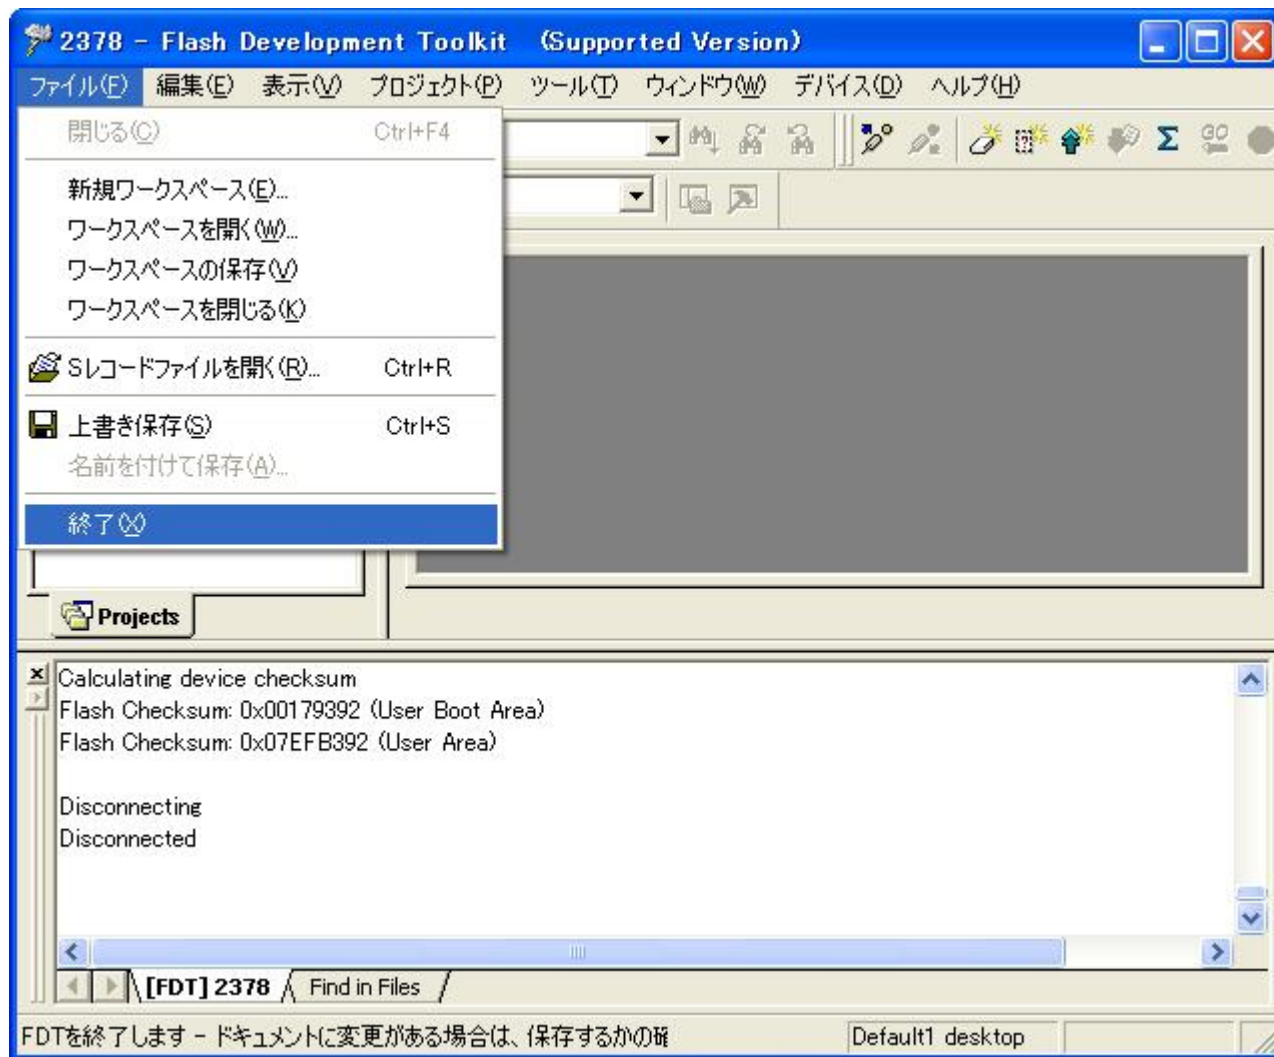 2378 - Flash Development Toolkit (Supported Version)
ファイル(F) 編集(E) 表示(V) プロジェクト(P) ツール(T) ウィンドウ(W) デバイス(D) ヘルプ(H)
閉じる(C) Ctrl+F4
新規ワークスペース(E)...
ワークスペースを開く(W)...
ワークスペースの保存(V)
ワークスペースを閉じる(K)
Sレコードファイルを開く(R)... Ctrl+R
上書き保存(S) Ctrl+S
名前を付けて保存(A)...
終了(X)
Projects
Calculating device checksum
Flash Checksum: 0x00179392 (User Boot Area)
Flash Checksum: 0x07EFB392 (User Area)
Disconnecting
Disconnected
[FDT] 2378 Find in Files
FDTを終了します - ドキュメントに変更がある場合は、保存するかの Default1 desktop